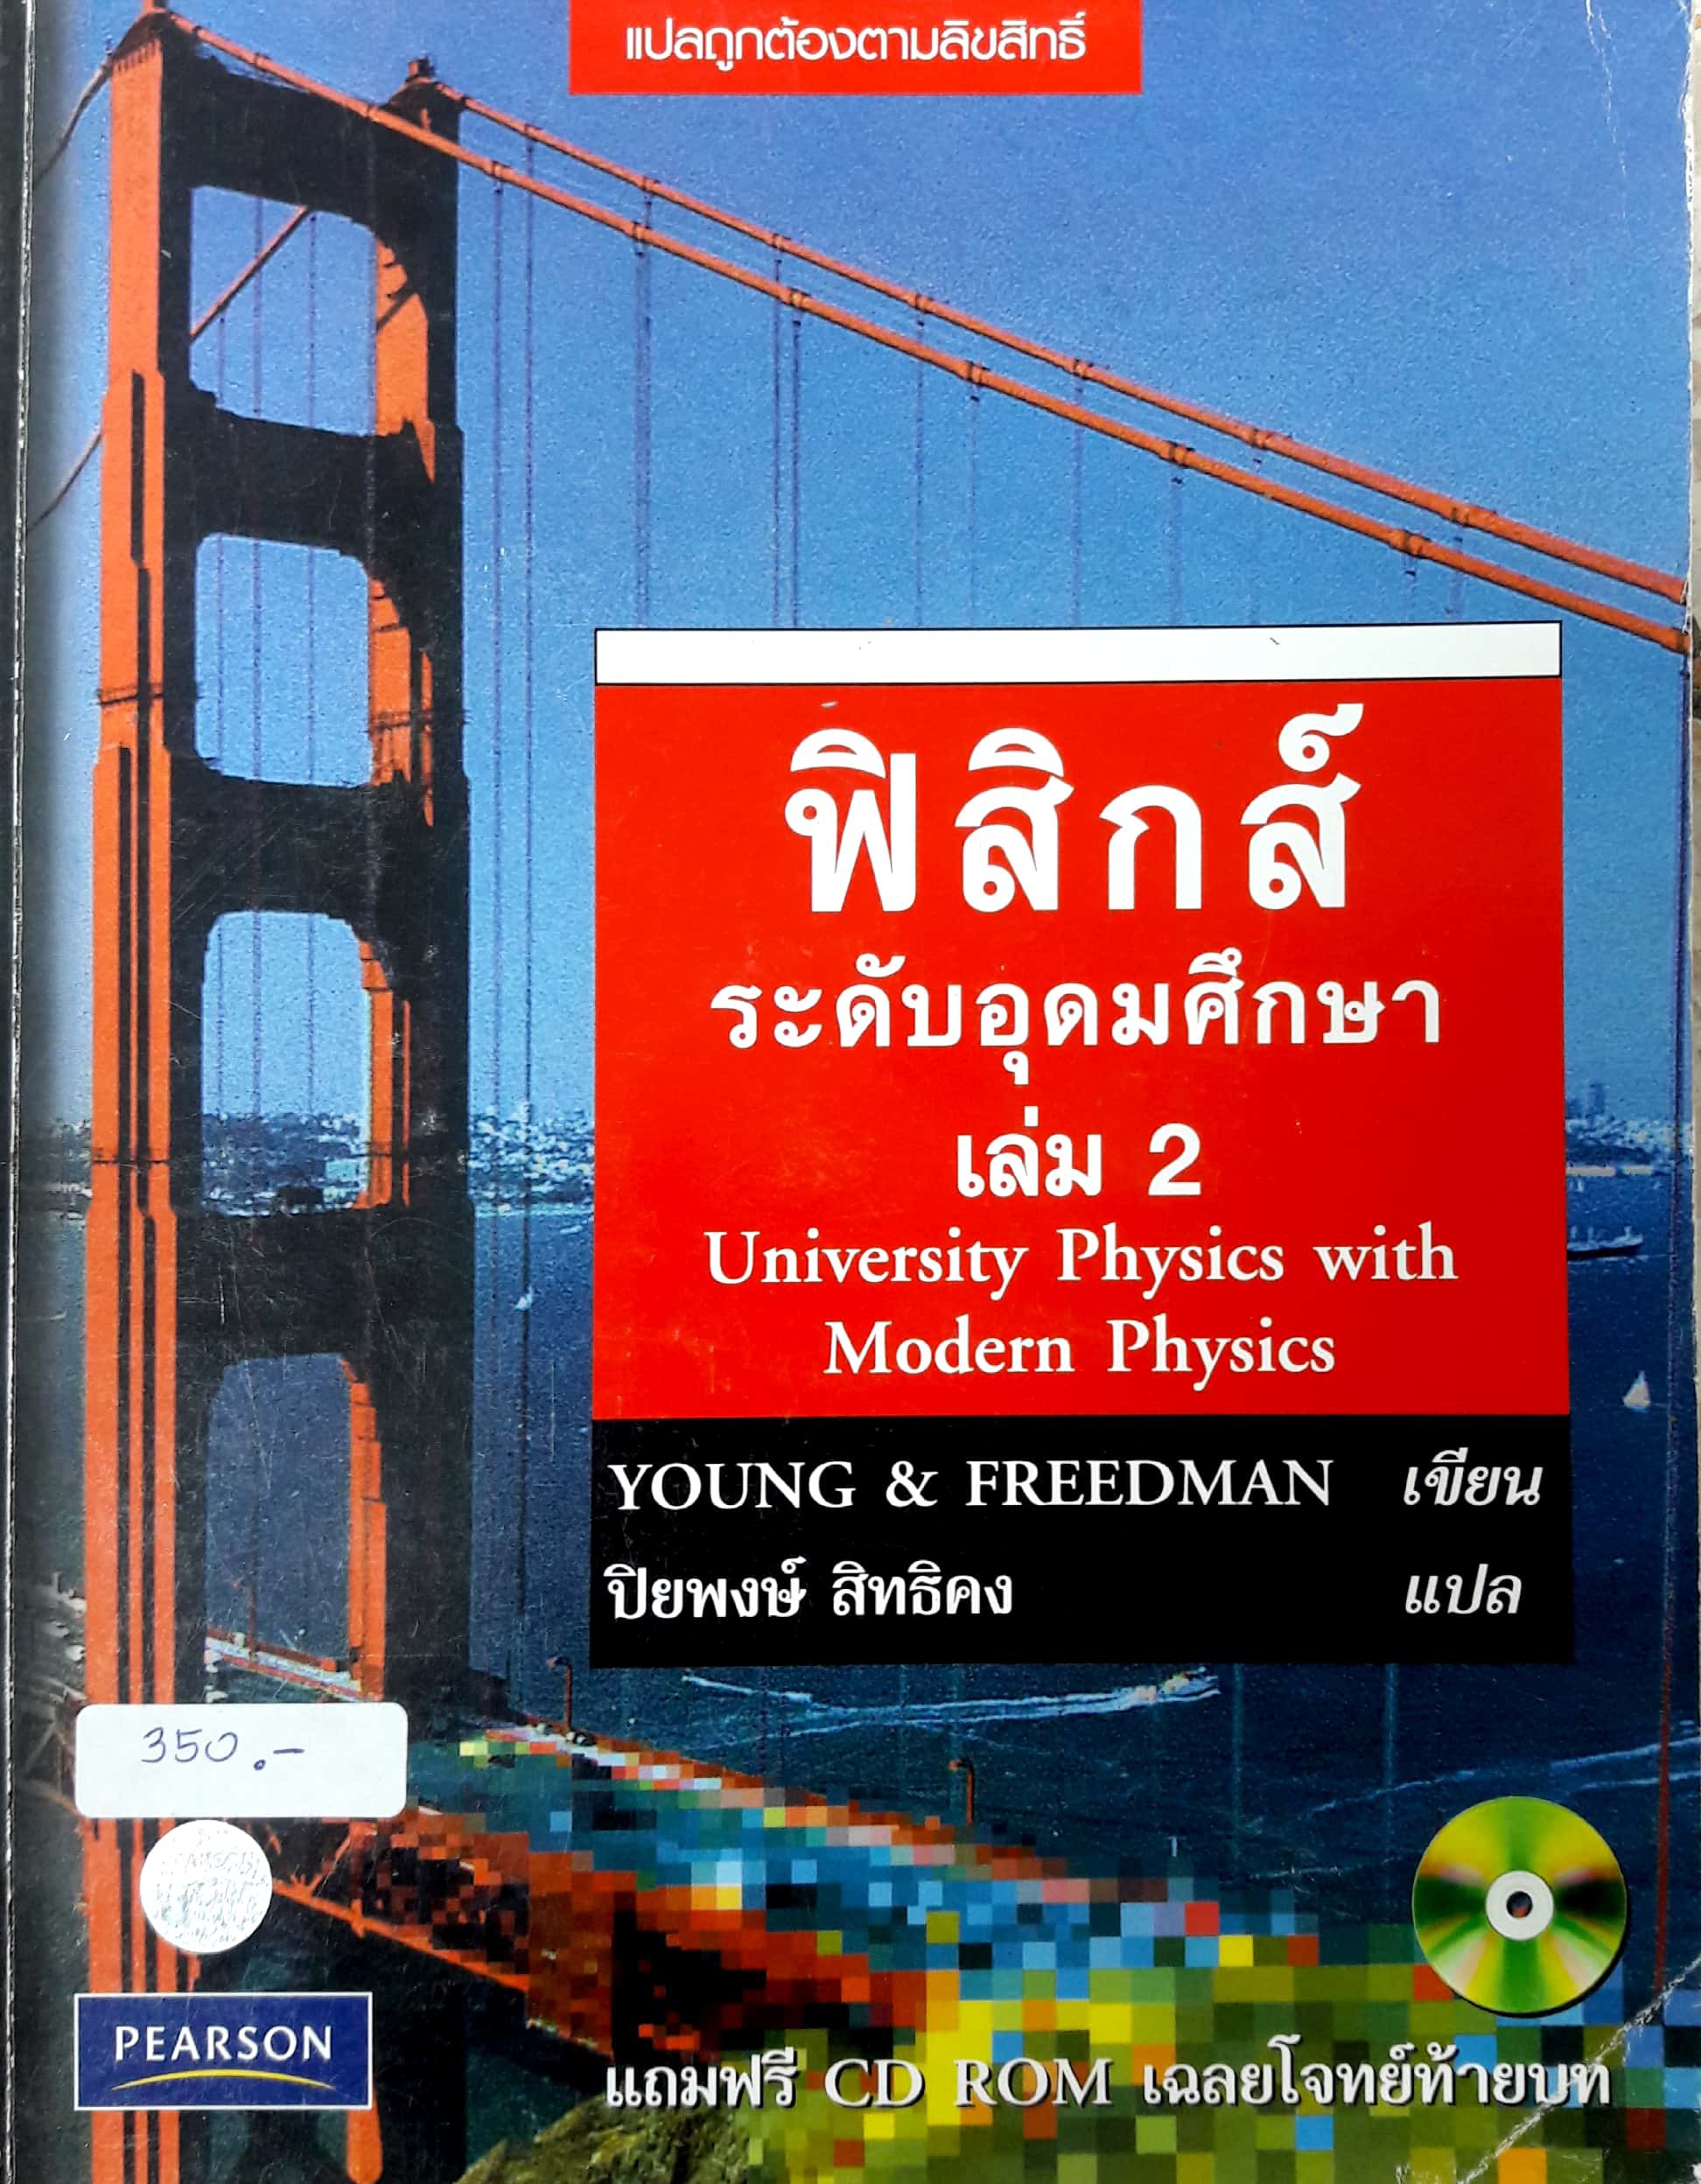 แปลถูกต้องตามลิขสิทธิ์
ฟิสิกส์
ระดับอุดมศึกษา
เล่ม 2
University Physics with
Modern Physics
YOUNG & FREEDMAN เขียน
ปิยพงษ์ สิทธิคง แปล
350.-
PEARSON
แถมฟรี CD ROM เฉลยโจทย์ท้ายบท